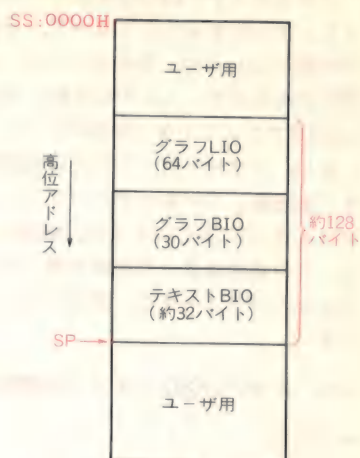 SS:0000H
ユーザ用
グラフLIO
(64バイト)
高位アドレス
グラフBIO
(30バイト)
約128
バイト
テキストBIO
(約32バイト)
SP
ユーザ用